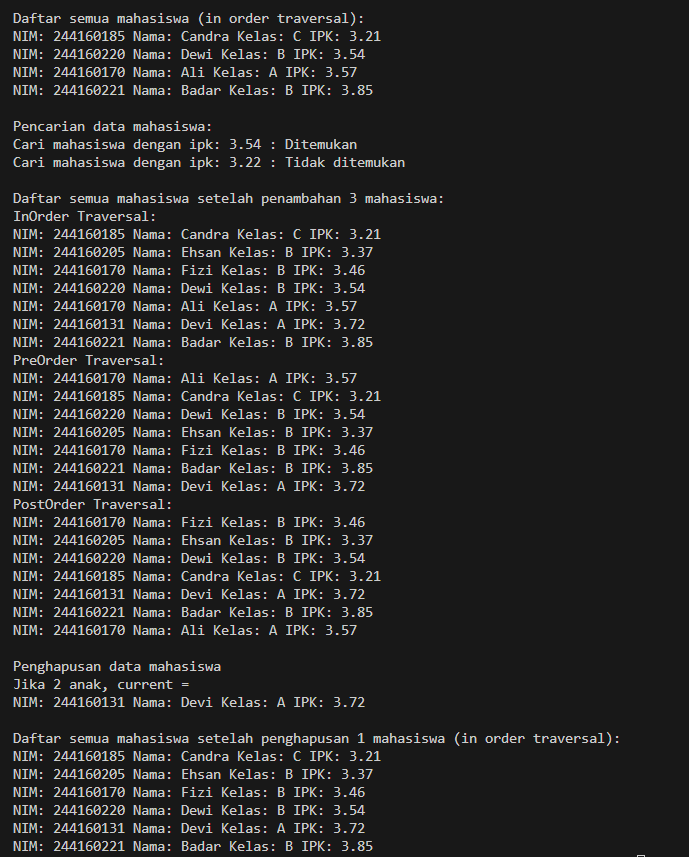 Daftar semua mahasiswa (in order traversal):
NIM: 244160185 Nama: Candra Kelas: C IPK: 3.21
NIM: 244160220 Nama: Dewi Kelas: B IPK: 3.54
NIM: 244160170 Nama: Ali Kelas: A IPK: 3.57
NIM: 244160221 Nama: Badar Kelas: B IPK: 3.85
Pencarian data mahasiswa:
Cari mahasiswa dengan ipk: 3.54 : Ditemukan
Cari mahasiswa dengan ipk: 3.22 : Tidak ditemukan
Daftar semua mahasiswa setelah penambahan 3 mahasiswa:
InOrder Traversal:
NIM: 244160185 Nama: Candra Kelas: C IPK: 3.21
NIM: 244160205 Nama: Ehsan Kelas: B IPK: 3.37
NIM: 244160170 Nama: Fizi Kelas: B IPK: 3.46
NIM: 244160220 Nama: Dewi Kelas: B IPK: 3.54
NIM: 244160170 Nama: Ali Kelas: A IPK: 3.57
NIM: 244160131 Nama: Devi Kelas: A IPK: 3.72
NIM: 244160221 Nama: Badar Kelas: B IPK: 3.85
PreOrder Traversal:
NIM: 244160170 Nama: Ali Kelas: A IPK: 3.57
NIM: 244160185 Nama: Candra Kelas: C IPK: 3.21
NIM: 244160220 Nama: Dewi Kelas: B IPK: 3.54
NIM: 244160205 Nama: Ehsan Kelas: B IPK: 3.37
NIM: 244160170 Nama: Fizi Kelas: B IPK: 3.46
NIM: 244160221 Nama: Badar Kelas: B IPK: 3.85
NIM: 244160131 Nama: Devi Kelas: A IPK: 3.72
PostOrder Traversal:
NIM: 244160170 Nama: Fizi Kelas: B IPK: 3.46
NIM: 244160205 Nama: Ehsan Kelas: B IPK: 3.37
NIM: 244160220 Nama: Dewi Kelas: B IPK: 3.54
NIM: 244160185 Nama: Candra Kelas: C IPK: 3.21
NIM: 244160131 Nama: Devi Kelas: A IPK: 3.72
NIM: 244160221 Nama: Badar Kelas: B IPK: 3.85
NIM: 244160170 Nama: Ali Kelas: A IPK: 3.57
Penghapusan data mahasiswa
Jika 2 anak, current =
NIM: 244160131 Nama: Devi Kelas: A IPK: 3.72
Daftar semua mahasiswa setelah penghapusan 1 mahasiswa (in order traversal):
NIM: 244160185 Nama: Candra Kelas: C IPK: 3.21
NIM: 244160205 Nama: Ehsan Kelas: B IPK: 3.37
NIM: 244160170 Nama: Fizi Kelas: B IPK: 3.46
NIM: 244160220 Nama: Dewi Kelas: B IPK: 3.54
NIM: 244160131 Nama: Devi Kelas: A IPK: 3.72
NIM: 244160221 Nama: Badar Kelas: B IPK: 3.85